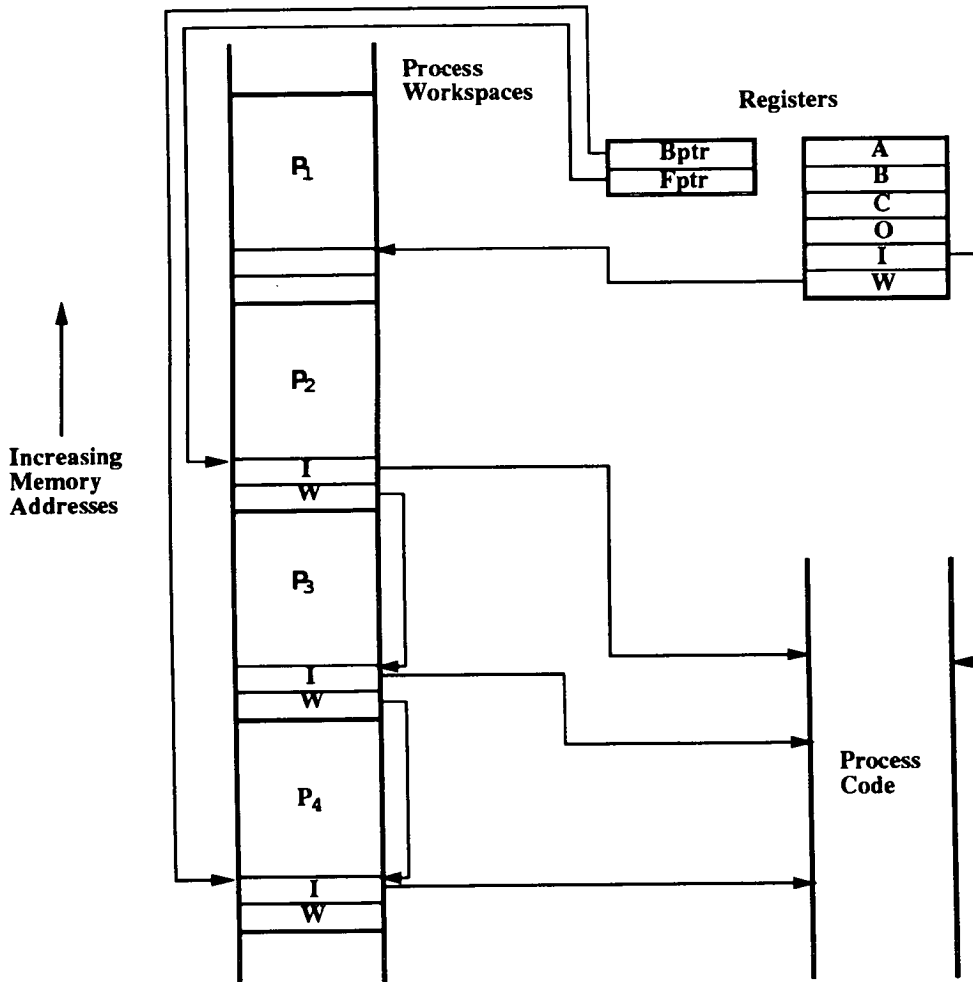 Process
Workspaces
Registers
Bptr
Fptr
A
B
C
O
I
W
P1
P2
I
W
Increasing
Memory
Addresses
P3
I
W
Process
Code
P4
I
W